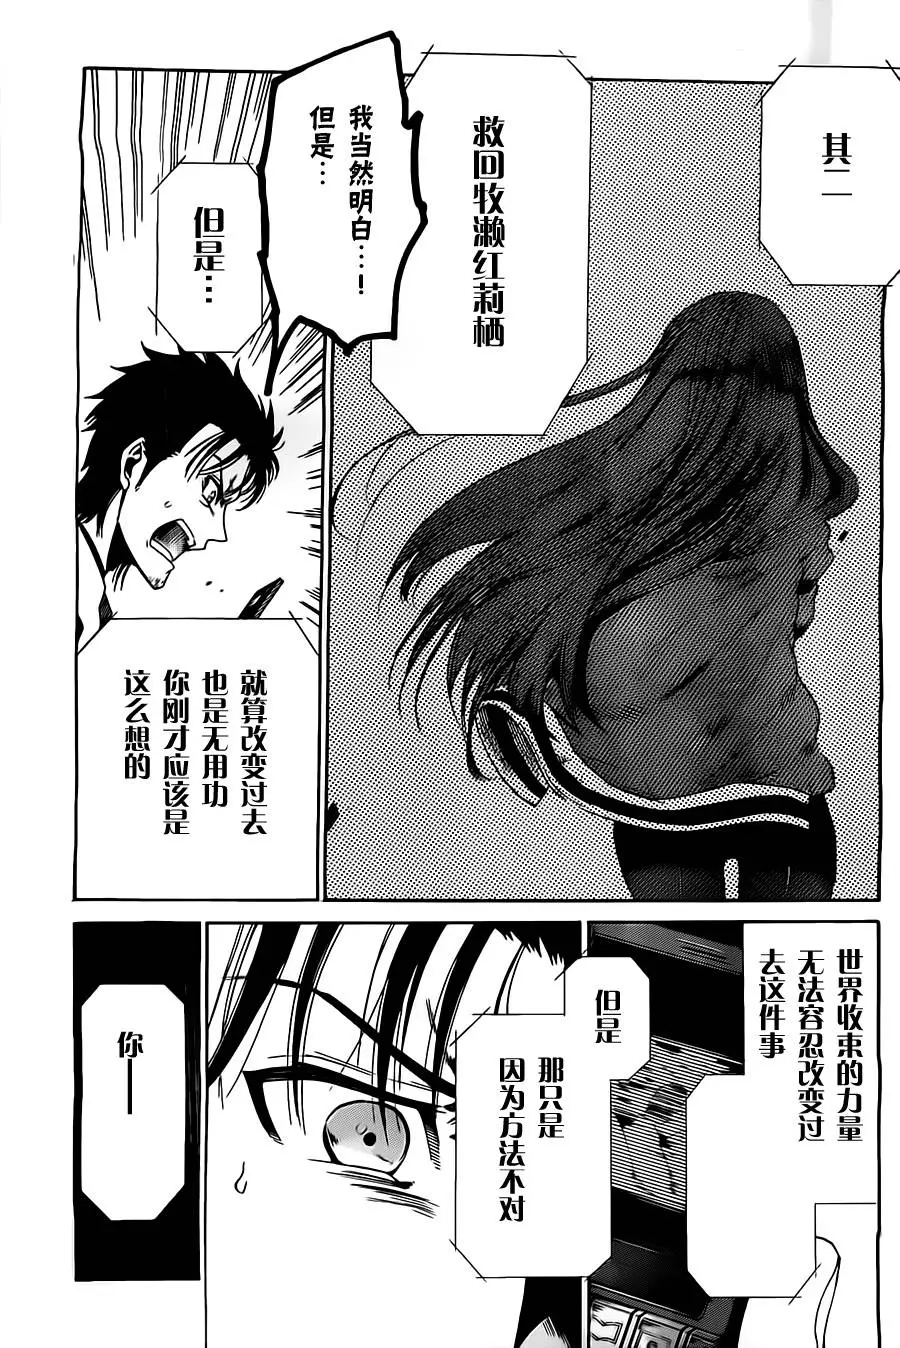 其二
救回牧濑红莉栖
我当然明白…！
但是…
但是…
就算改变过去
也是无用功
你刚才应该是
这么想的
世界收束的力量
无法容忍改变过
去这件事
但是
那只是
因为方法不对
你——